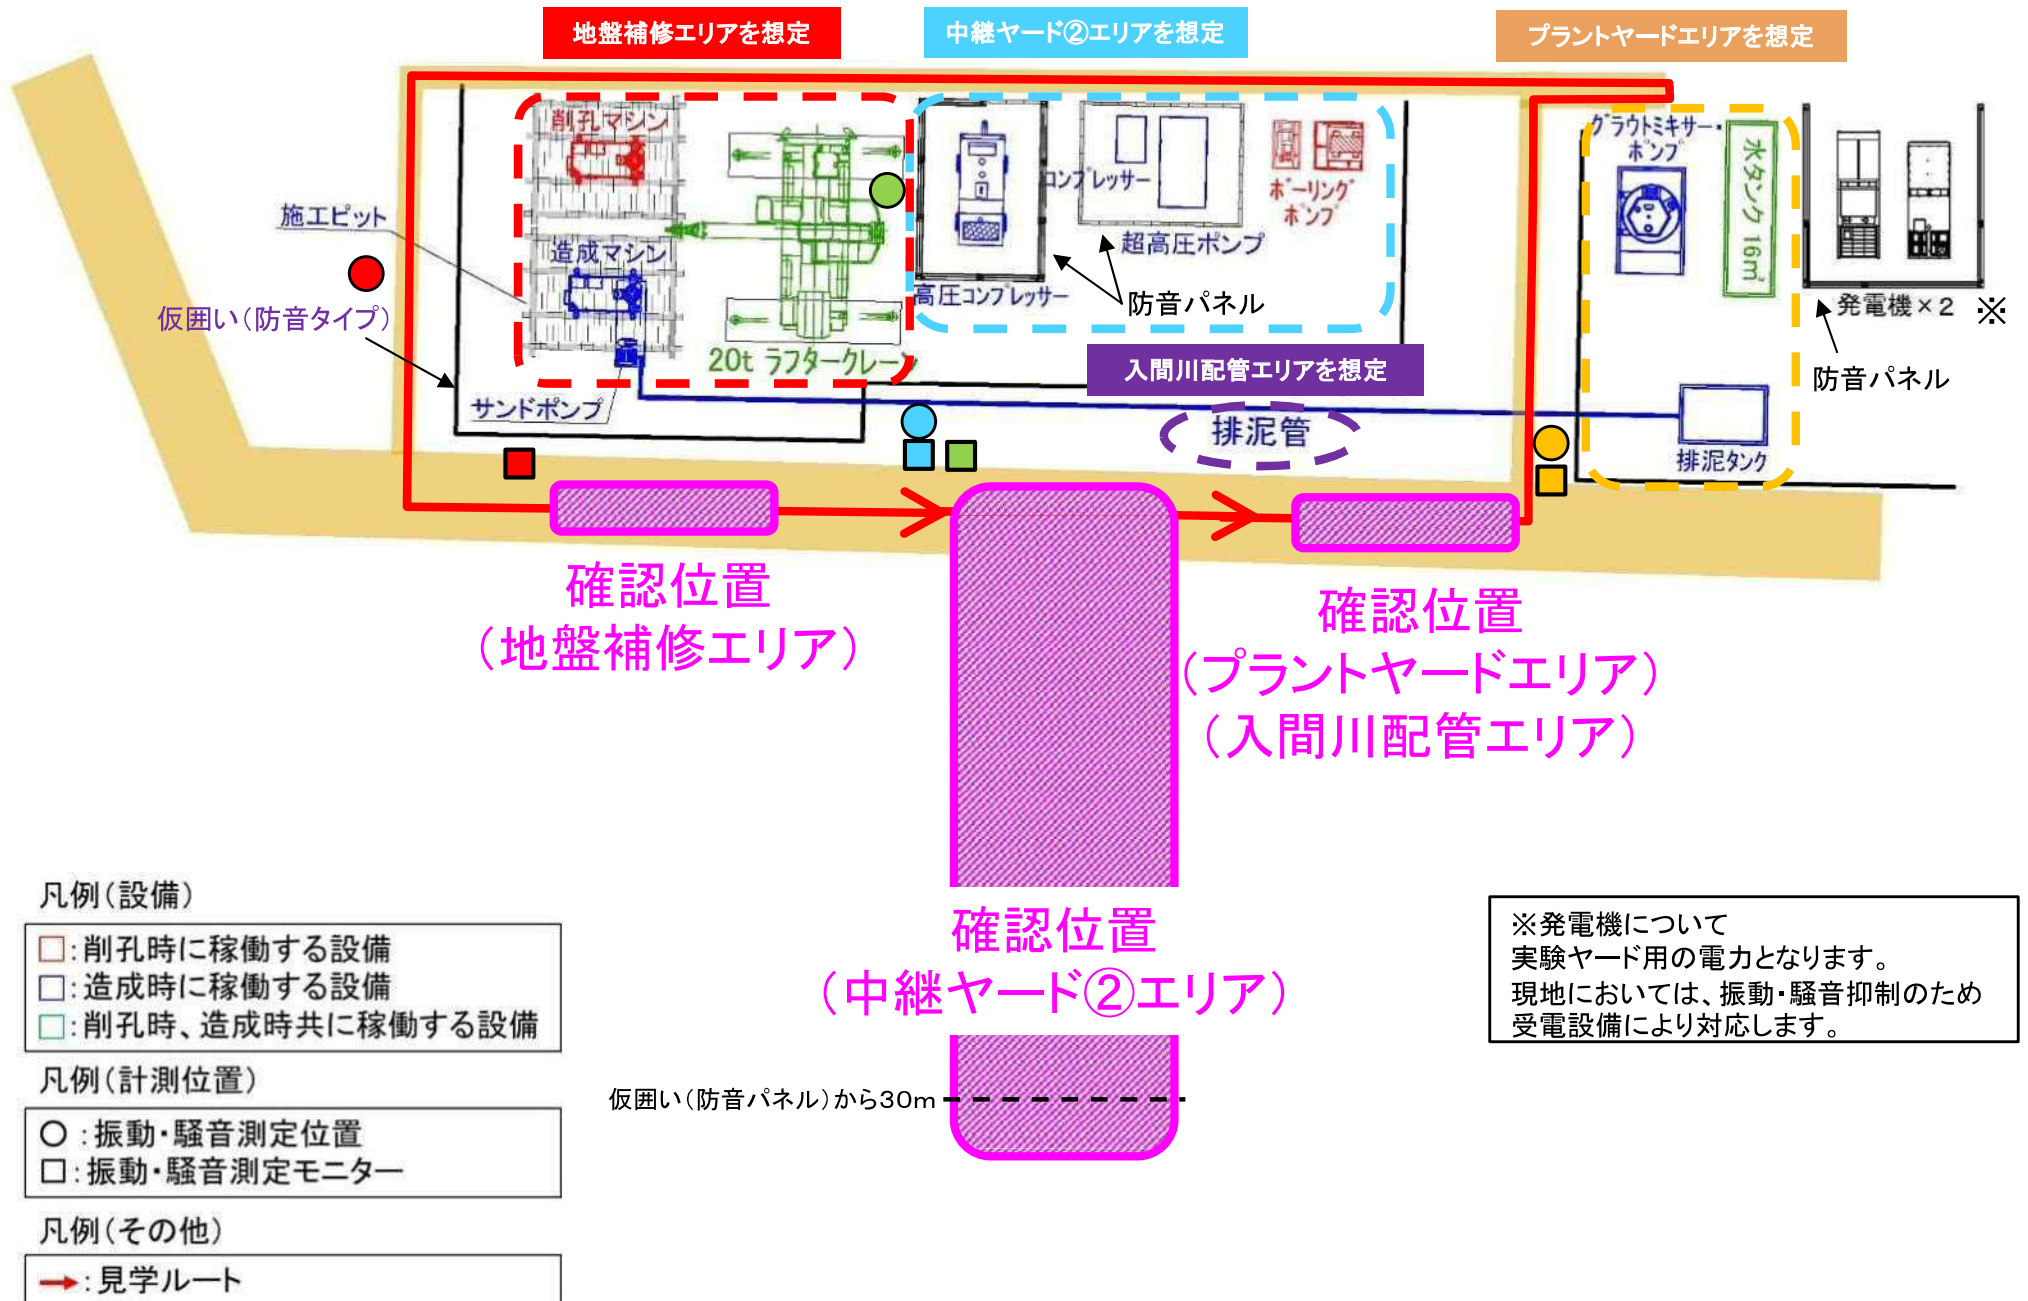 地盤補修エリアを想定
中継ヤード②エリアを想定
プラントヤードエリアを想定
削孔マシン
施工ピット
造成マシン
仮囲い(防音タイプ)
20t ラフタークレーン
サンドポンプ
コンプレッサー
高圧コンプレッサー
超高圧ポンプ
ボーリング
ポンプ
防音パネル
入間川配管エリアを想定
排泥管
グラウトミキサー・
ポンプ
水タンク 16㎥
発電機×2 ※
防音パネル
排泥タンク
確認位置
(地盤補修エリア)
確認位置
(プラントヤードエリア)
(入間川配管エリア)
確認位置
(中継ヤード②エリア)
仮囲い(防音パネル)から30m
凡例(設備)
□:削孔時に稼働する設備
□:造成時に稼働する設備
□:削孔時、造成時共に稼働する設備
凡例(計測位置)
○:振動・騒音測定位置
□:振動・騒音測定モニター
凡例(その他)
→:見学ルート
※発電機について
実験ヤード用の電力となります。
現地においては、振動・騒音抑制のため
受電設備により対応します。